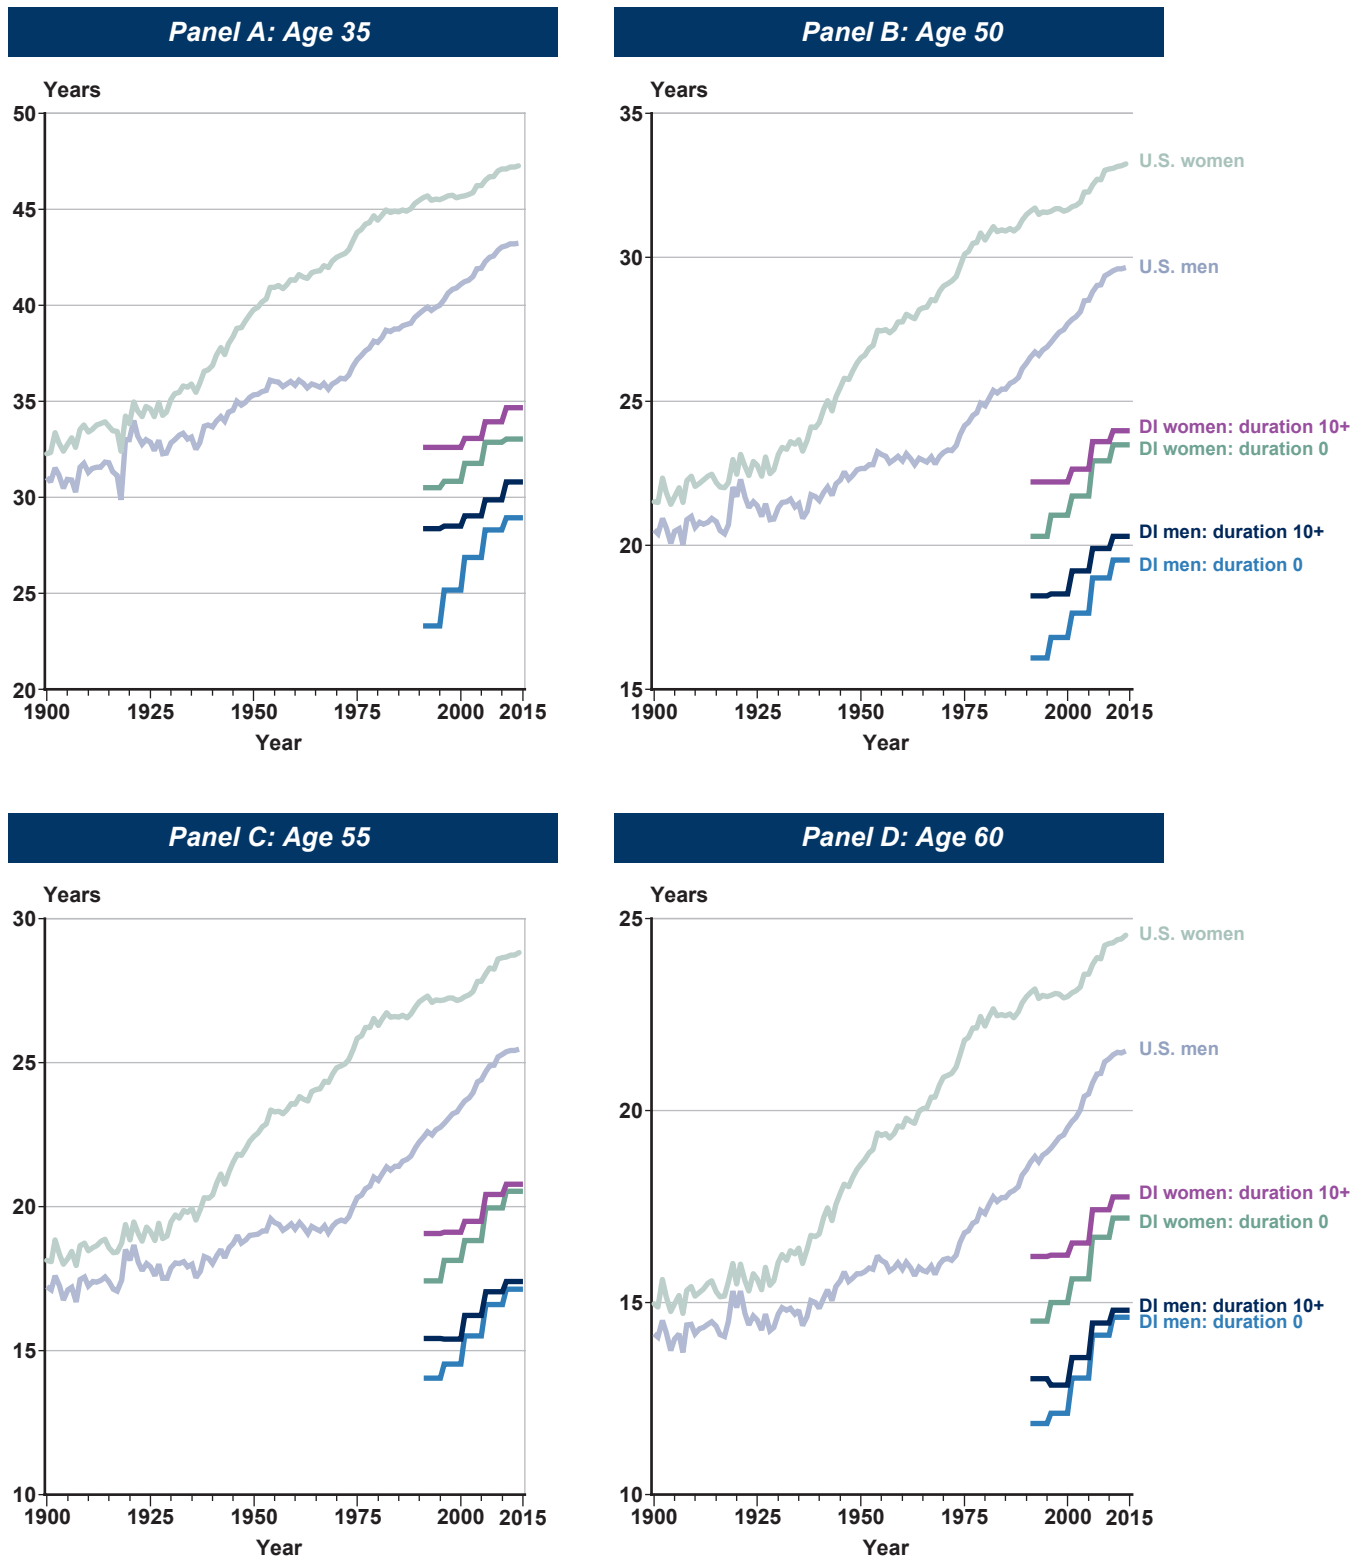 Panel A: Age 35
Years
50
45
40
35
30
25
20
1900 1925 1950 1975 2000 2015
Year
Panel B: Age 50
Years
35
30
25
20
15
U.S. women
U.S. men
DI women: duration 10+
DI women: duration 0
DI men: duration 10+
DI men: duration 0
1900 1925 1950 1975 2000 2015
Year
Panel C: Age 55
Years
30
25
20
15
10
1900 1925 1950 1975 2000 2015
Year
Panel D: Age 60
Years
25
20
15
10
U.S. women
U.S. men
DI women: duration 10+
DI women: duration 0
DI men: duration 10+
DI men: duration 0
1900 1925 1950 1975 2000 2015
Year